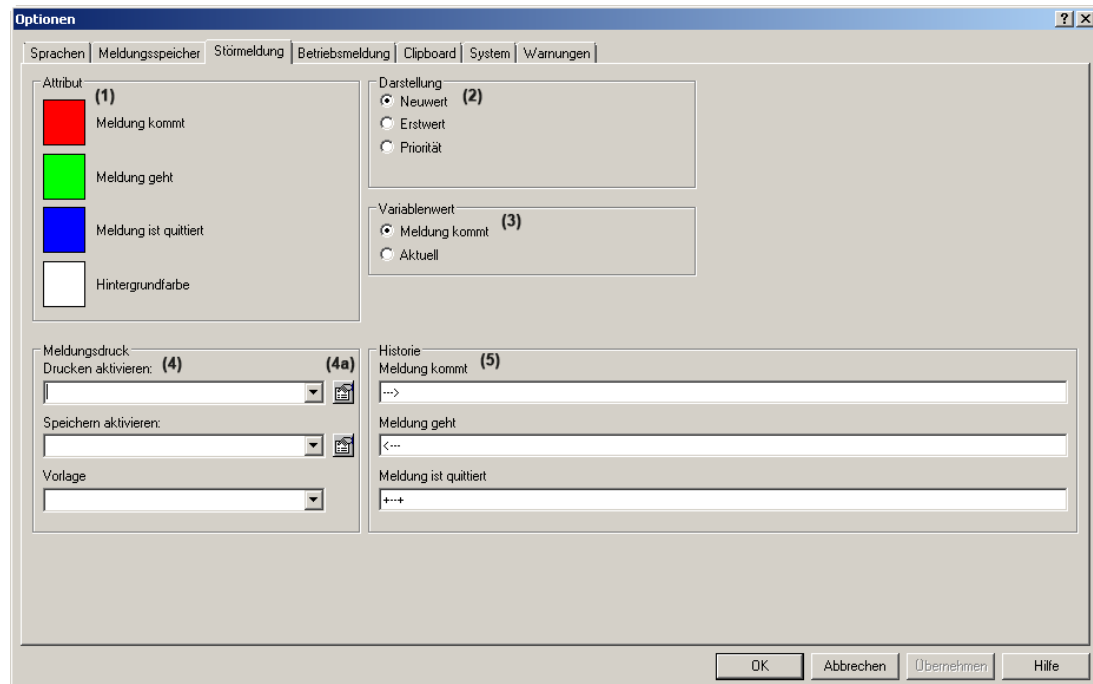 Optionen
Sprachen Meldungsspeicher Störmeldung Betriebsmeldung Clipboard System Warnungen
Attribut
(1)
Meldung kommt
Meldung geht
Meldung ist quittiert
Hintergrundfarbe
Darstellung
Neuwert (2)
Erstwert
Priorität
Variablenwert
Meldung kommt (3)
Aktuell
Meldungsdruck
Drucken aktivieren: (4) (4a)
Speichern aktivieren:
Vorlage
Historie
Meldung kommt (5)
--->
Meldung geht
<---
Meldung ist quittiert
+--+
OK Abbrechen Übernehmen Hilfe